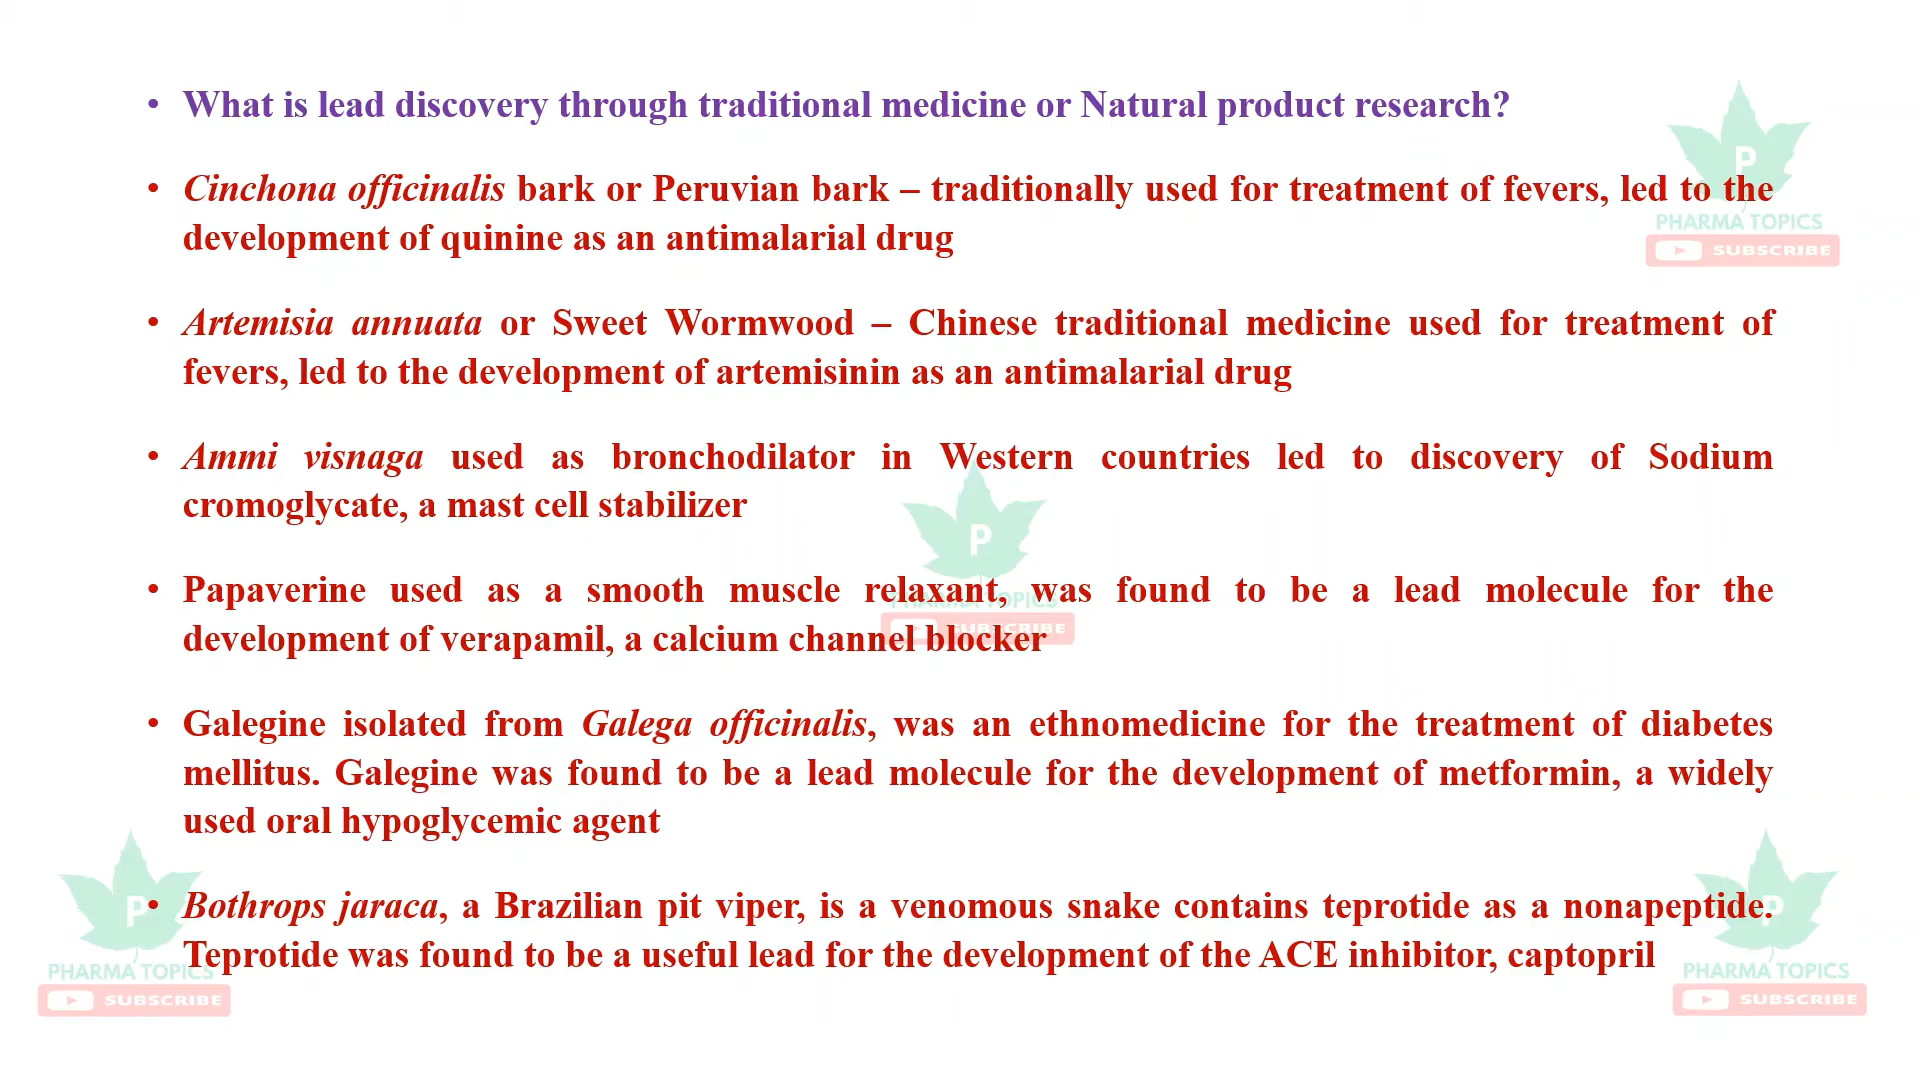 • What is lead discovery through traditional medicine or Natural product research?
• Cinchona officinalis bark or Peruvian bark – traditionally used for treatment of fevers, led to the
development of quinine as an antimalarial drug
• Artemisia annuata or Sweet Wormwood – Chinese traditional medicine used for treatment of
fevers, led to the development of artemisinin as an antimalarial drug
• Ammi visnaga used as bronchodilator in Western countries led to discovery of Sodium
cromoglycate, a mast cell stabilizer
• Papaverine used as a smooth muscle relaxant, was found to be a lead molecule for the
development of verapamil, a calcium channel blocker
• Galegine isolated from Galega officinalis, was an ethnomedicine for the treatment of diabetes
mellitus. Galegine was found to be a lead molecule for the development of metformin, a widely
used oral hypoglycemic agent
• Bothrops jaraca, a Brazilian pit viper, is a venomous snake contains teprotide as a nonapeptide.
Teprotide was found to be a useful lead for the development of the ACE inhibitor, captopril
P
PHARMA TOPICS
SUBSCRIBE
P
PHARMA TOPICS
SUBSCRIBE
P
PHARMA TOPICS
SUBSCRIBE
P
PHARMA TOPICS
SUBSCRIBE